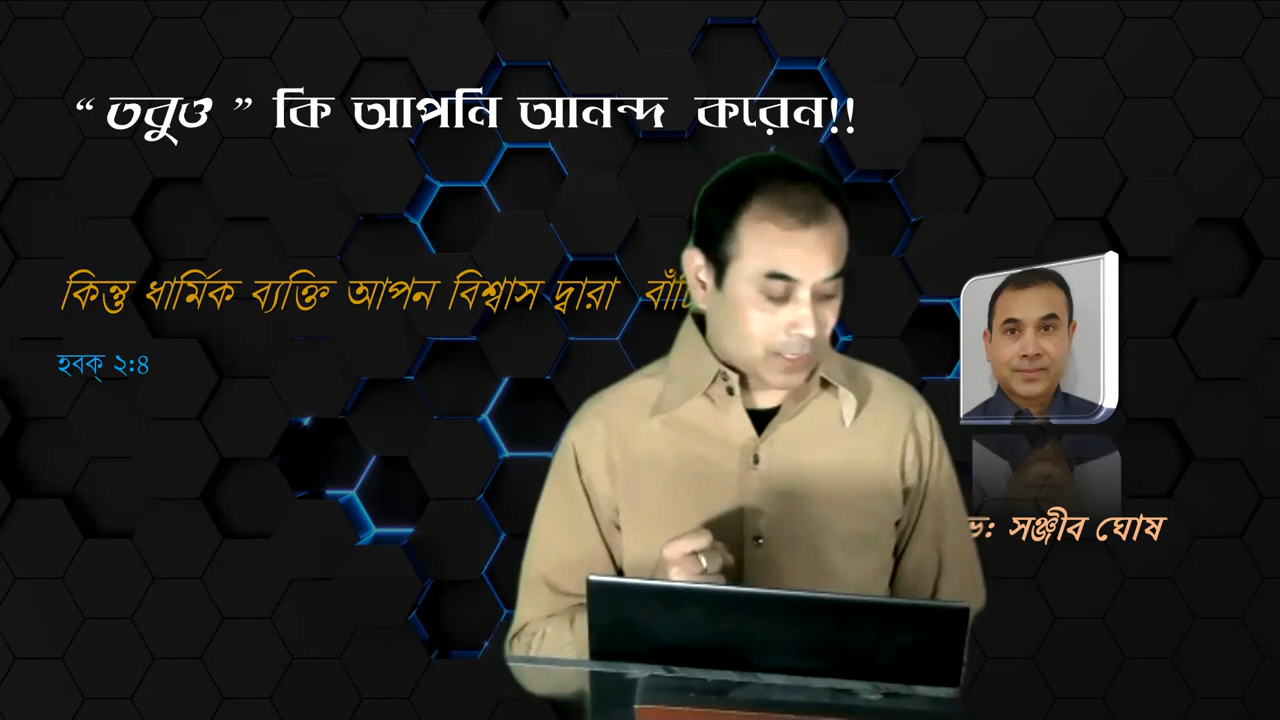 “ তবুও ” কি আপনি আনন্দ করেন!!
কিন্তু ধার্মিক ব্যক্তি আপন বিশ্বাস দ্বারা
হবক্ ২:৪
সঞ্জীব ঘোষ